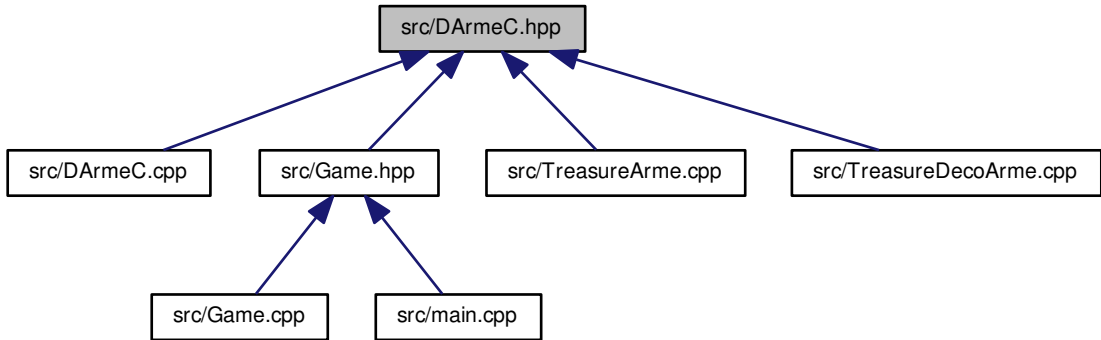 src/DArmeC.hpp
src/DArmeC.cpp
src/Game.hpp
src/TreasureArme.cpp
src/TreasureDecoArme.cpp
src/Game.cpp
src/main.cpp